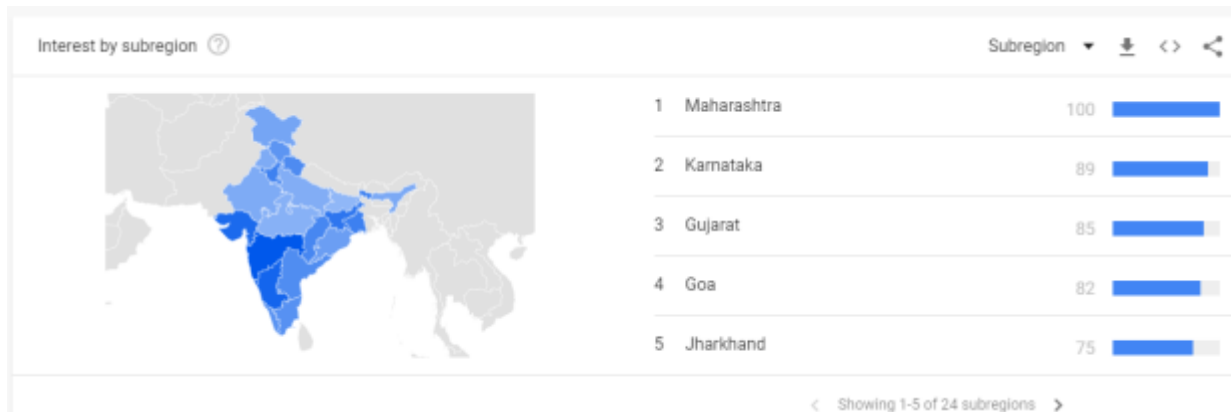 Interest by subregion
Subregion
1 Maharashtra 100
2 Karnataka 89
3 Gujarat 85
4 Goa 82
5 Jharkhand 75
Showing 1-5 of 24 subregions